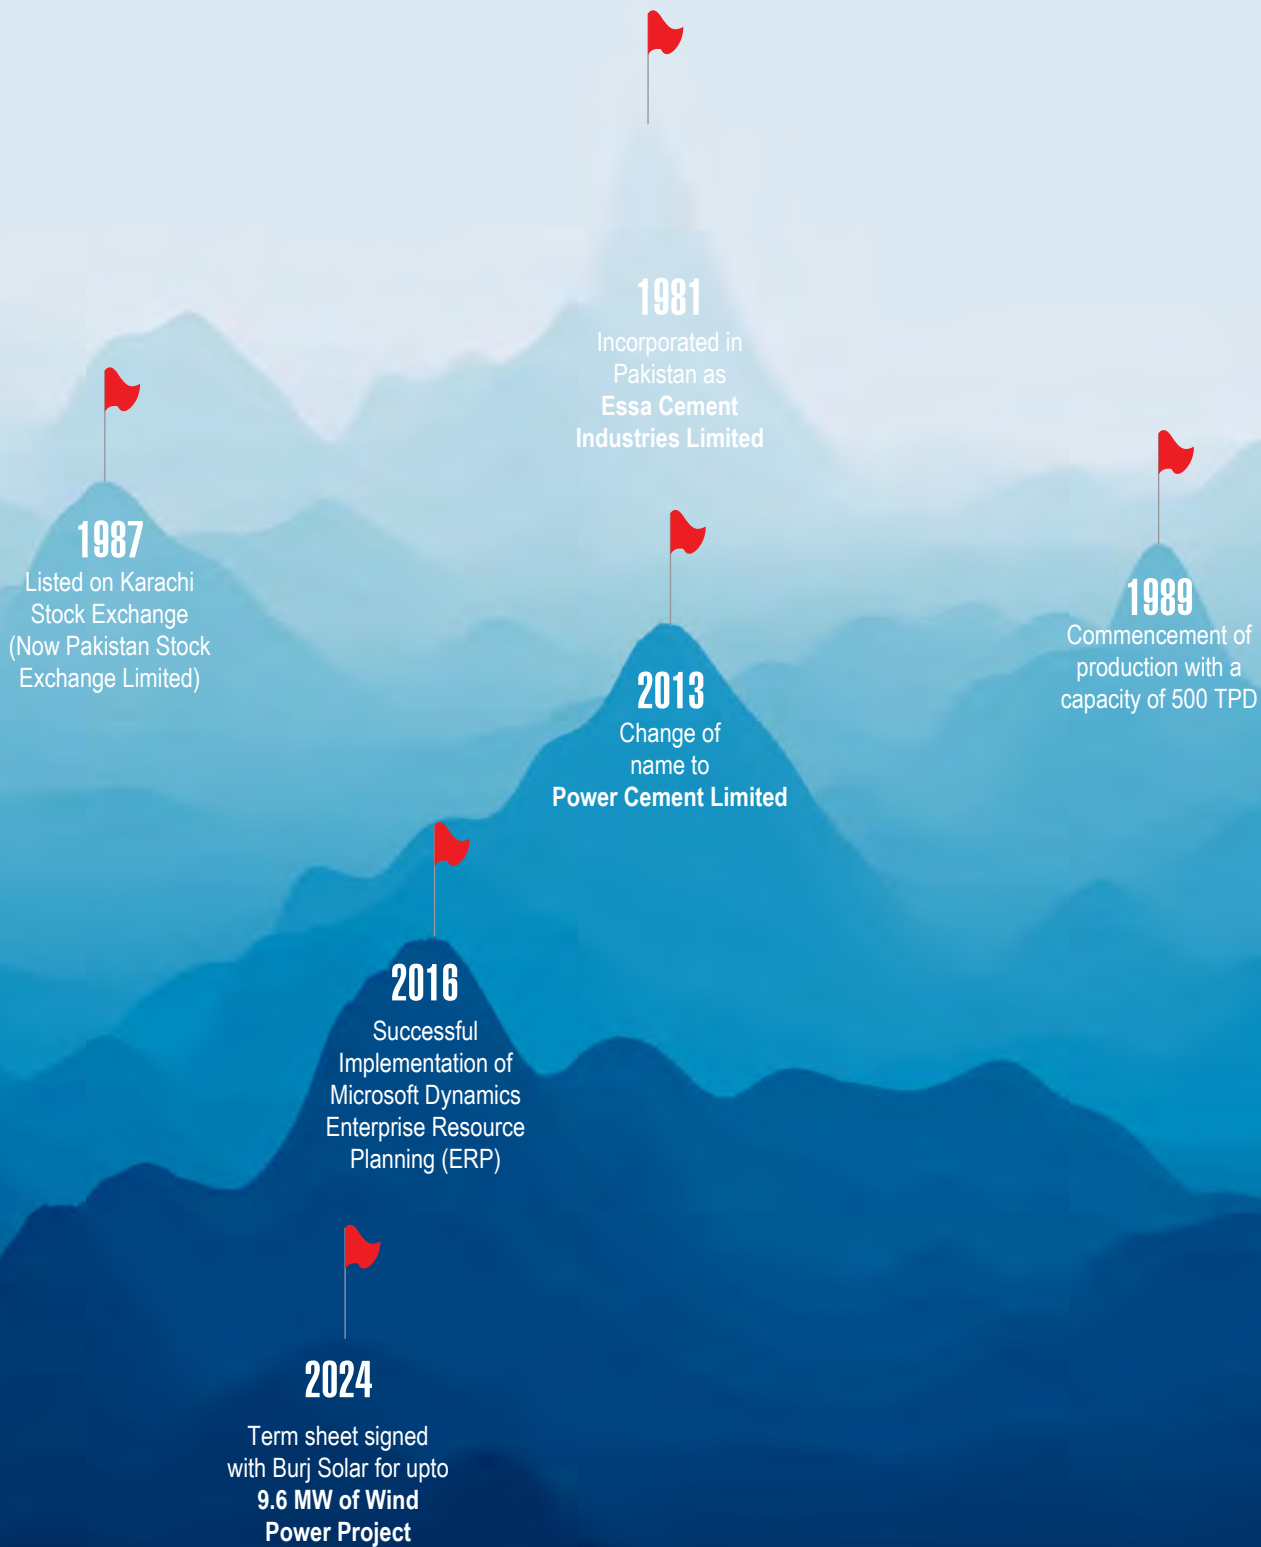 1981
Incorporated in
Pakistan as
Essa Cement
Industries Limited
1987
Listed on Karachi
Stock Exchange
(Now Pakistan Stock
Exchange Limited)
1989
Commencement of
production with a
capacity of 500 TPD
2013
Change of
name to
Power Cement Limited
2016
Successful
Implementation of
Microsoft Dynamics
Enterprise Resource
Planning (ERP)
2024
Term sheet signed
with Burj Solar for upto
9.6 MW of Wind
Power Project